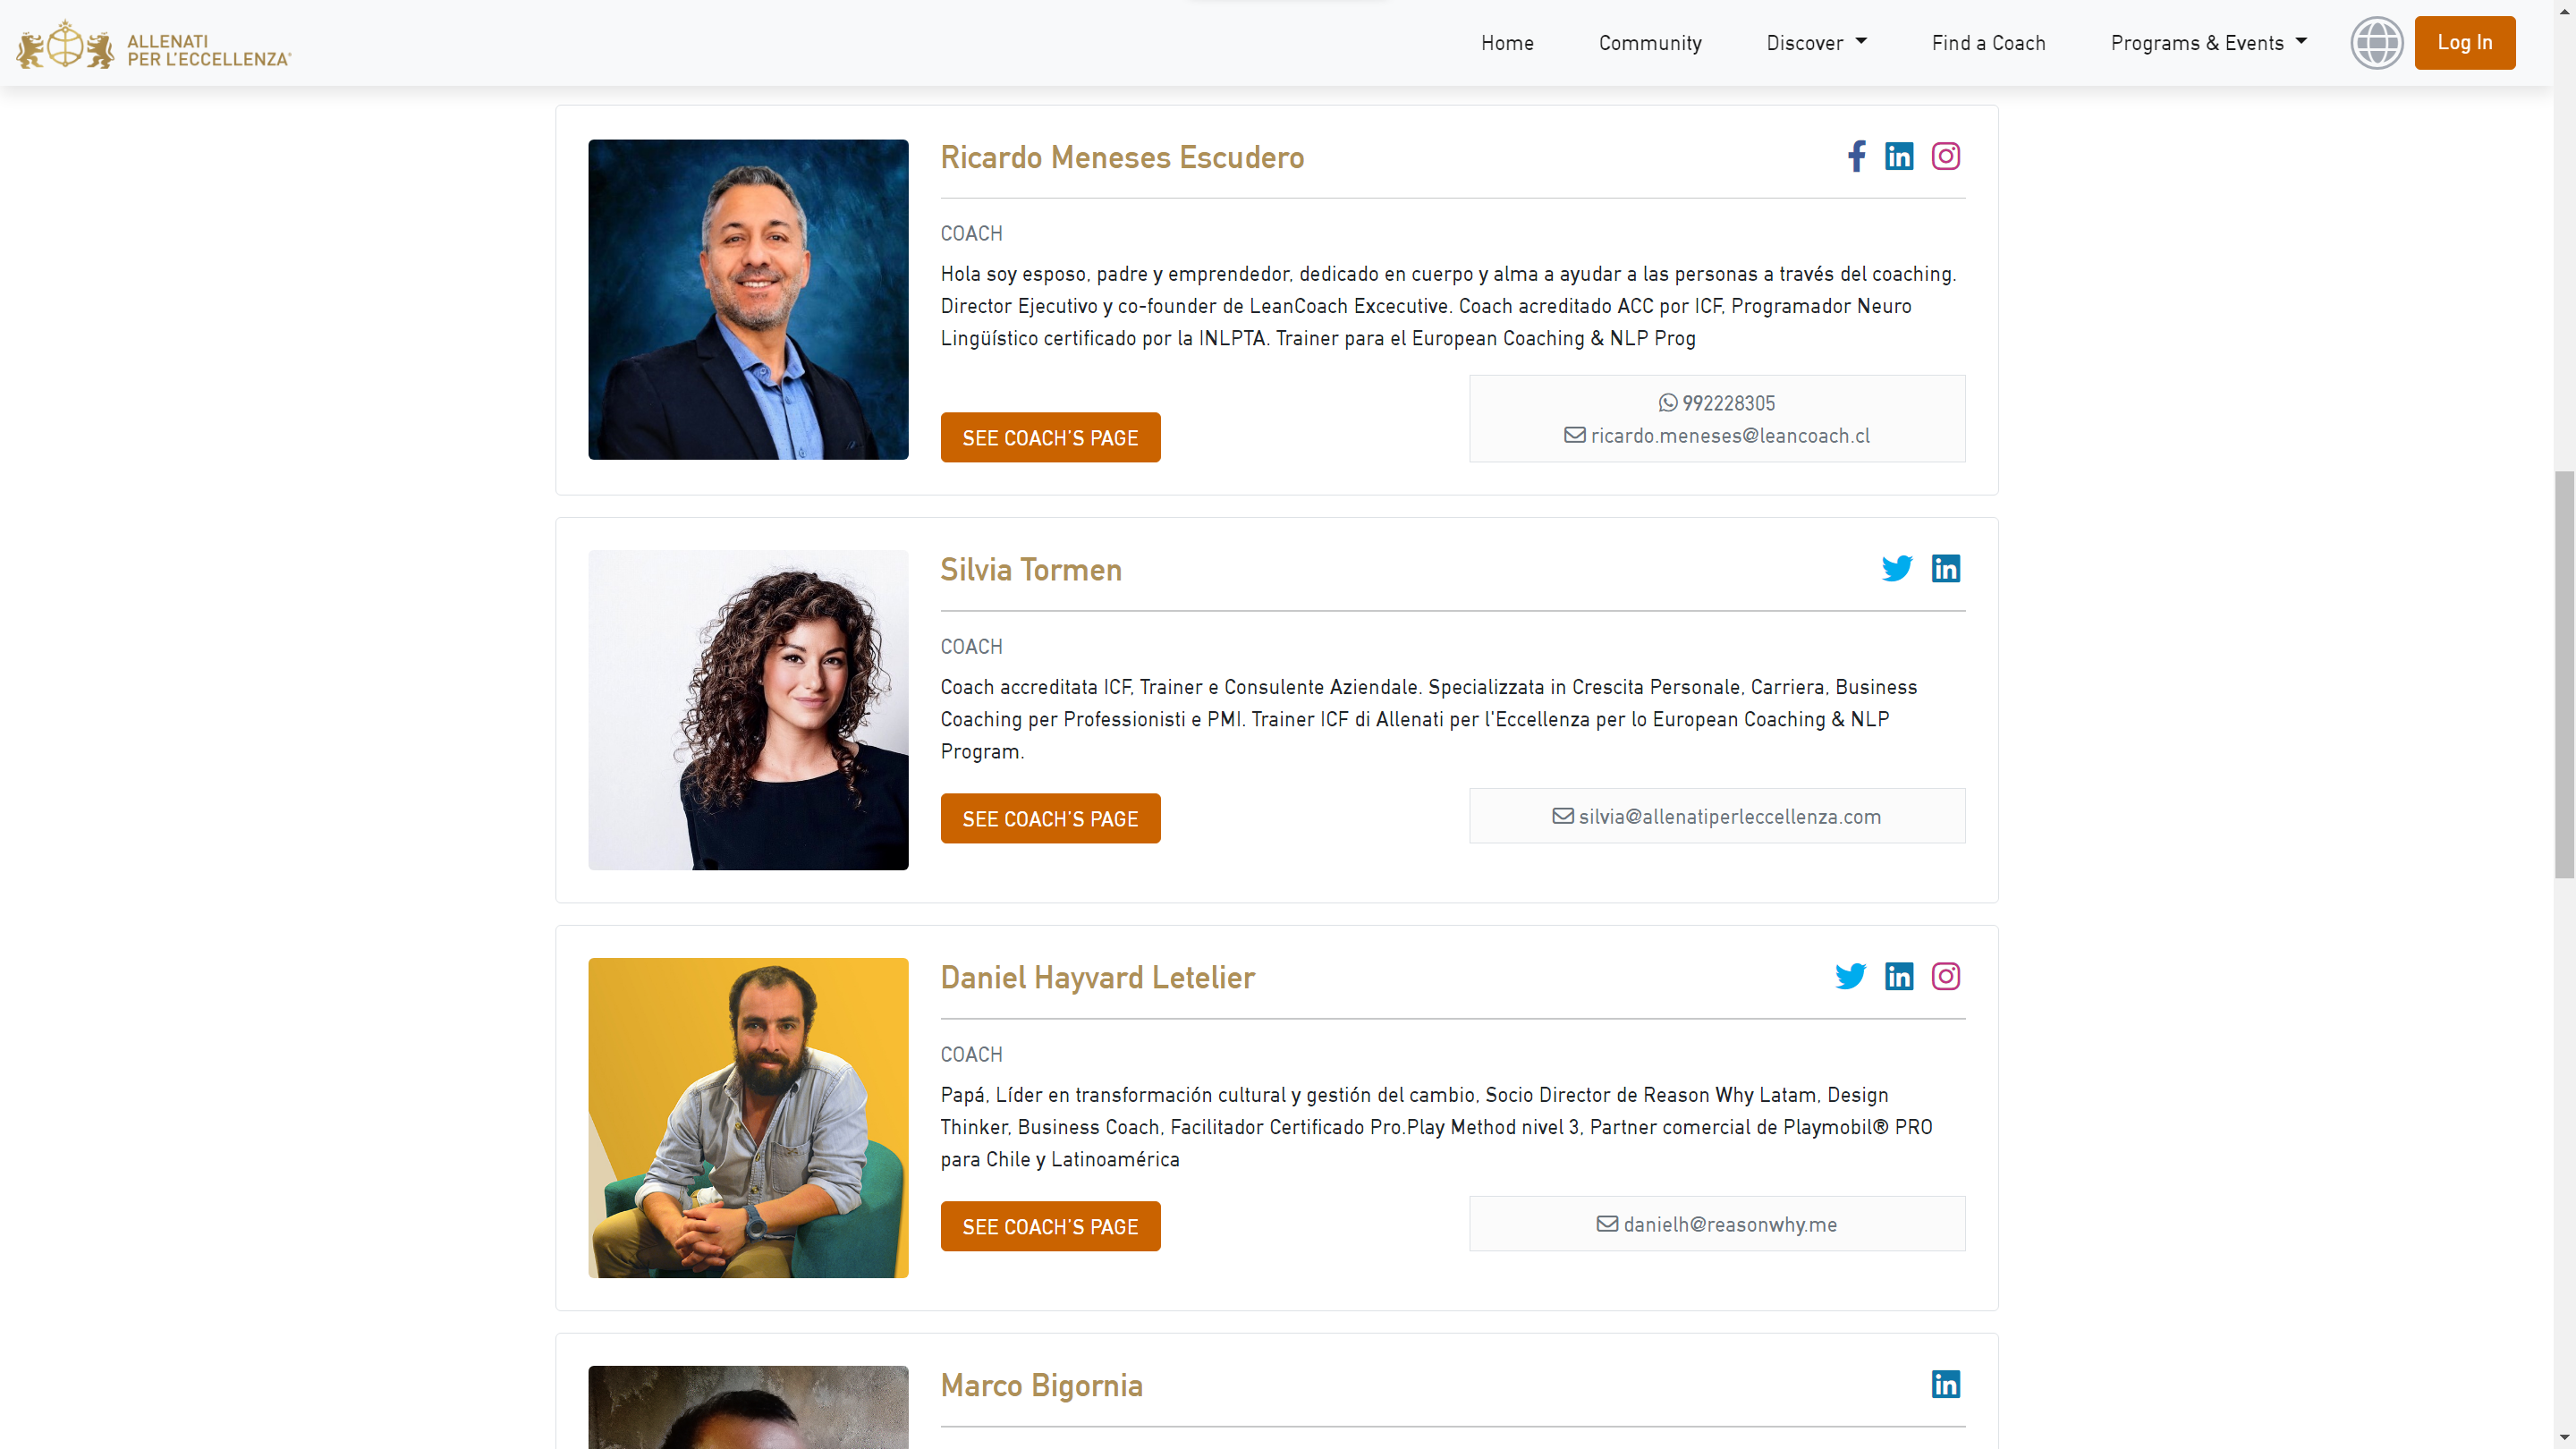 ALLENATI
PER L'ECCELLENZA®
Home
Community
Discover
Find a Coach
Programs & Events
Log In
Ricardo Meneses Escudero
COACH
Hola soy esposo, padre y emprendedor, dedicado en cuerpo y alma a ayudar a las personas a través del coaching.
Director Ejecutivo y co-founder de LeanCoach Excecutive. Coach acreditado ACC por ICF, Programador Neuro
Lingüístico certificado por la INLPTA. Trainer para el European Coaching & NLP Prog
992228305
SEE COACH'S PAGE
ricardo.meneses@leancoach.cl
Silvia Tormen
COACH
Coach accreditata ICF, Trainer e Consulente Aziendale. Specializzata in Crescita Personale, Carriera, Business
Coaching per Professionisti e PMI. Trainer ICF di Allenati per l'Eccellenza per lo European Coaching & NLP
Program.
SEE COACH'S PAGE
silvia@allenatiperleccellenza.com
Daniel Hayvard Letelier
COACH
Papá, Líder en transformación cultural y gestión del cambio, Socio Director de Reason Why Latam, Design
Thinker, Business Coach, Facilitador Certificado Pro.Play Method nivel 3, Partner comercial de Playmobil® PRO
para Chile y Latinoamérica
SEE COACH'S PAGE
danielh@reasonwhy.me
Marco Bigornia